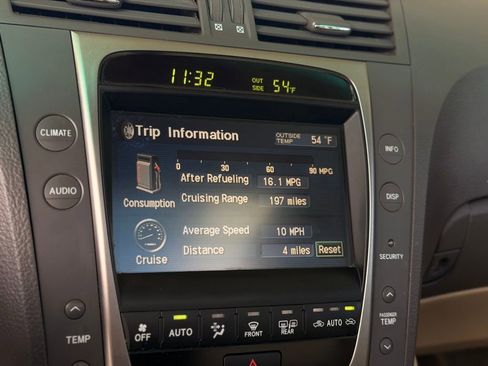 11:32 OUT SIDE 54°F
Trip Information OUTSIDE TEMP 54 °F
0 30 60 90 MPG
After Refueling 16.1 MPG
Consumption Cruising Range 197 miles
Average Speed 10 MPH
Cruise Distance 4 miles Reset
CLIMATE
AUDIO
TEMP
INFO
DISP
SECURITY
PASSENGER TEMP
OFF AUTO FRONT REAR AUTO